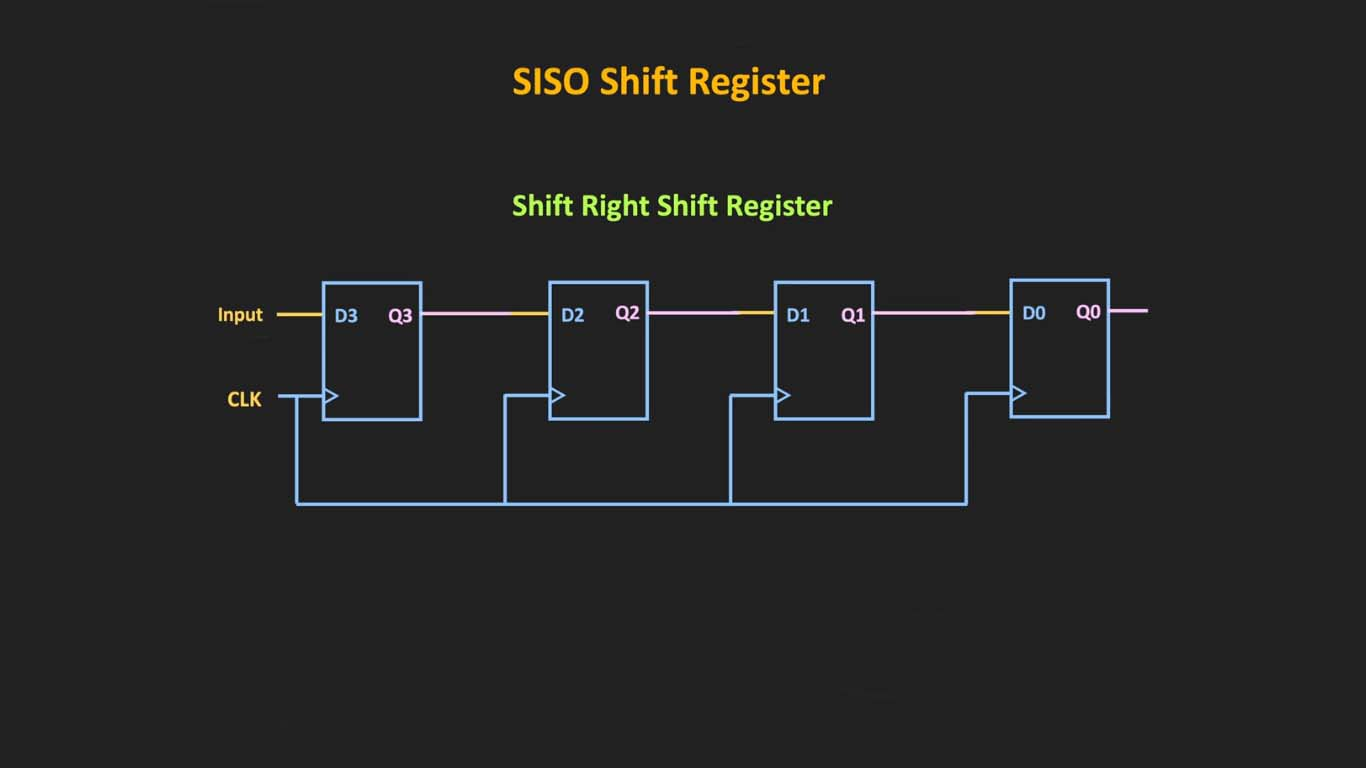 SISO Shift Register
Shift Right Shift Register
Input
D3 Q3 D2 Q2 D1 Q1 D0 Q0
CLK